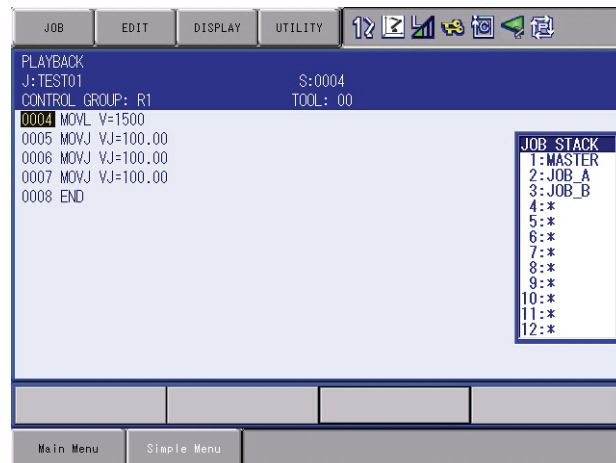 JOB EDIT DISPLAY UTILITY
PLAYBACK
J:TEST01 S:0004
CONTROL GROUP: R1 TOOL: 00
0004 MOVL V=1500
0005 MOVJ VJ=100.00
0006 MOVJ VJ=100.00
0007 MOVJ VJ=100.00
0008 END
JOB STACK
1:MASTER
2:JOB_A
3:JOB_B
4:*
5:*
6:*
7:*
8:*
9:*
10:*
11:*
12:*
Main Menu Simple Menu